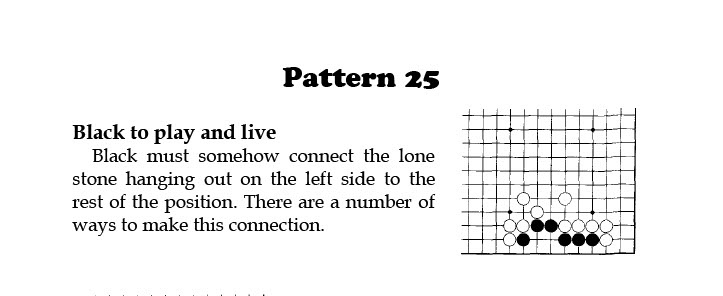 Pattern 25
Black to play and live
Black must somehow connect the lone
stone hanging out on the left side to the
rest of the position. There are a number of
ways to make this connection.